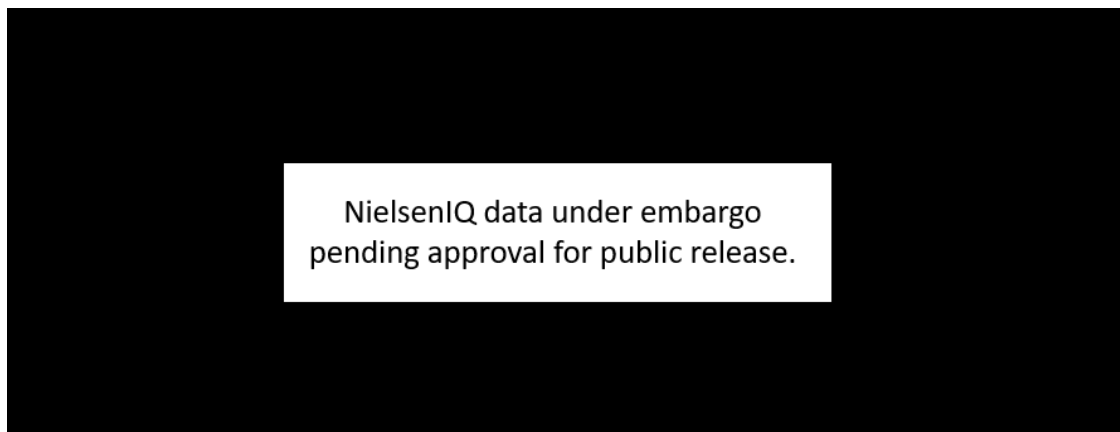 NielsenIQ data under embargo
pending approval for public release.